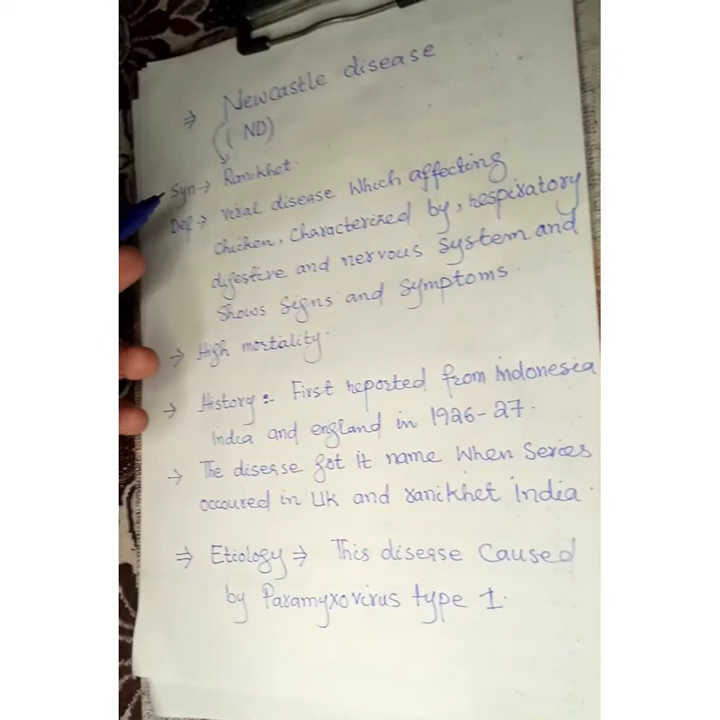 ⇒ Newcastle disease
(ND)
Syn → Ranikhet.
Def → viral disease which affecting
chicken, characterized by, respiratory
digestive and nervous system and
shows signs and symptoms.
→ High mortality.
→ History :- First reported from indonesia
india and england in 1926-27.
→ The disease got it name when series
occoured in UK and ranikhet india.
⇒ Etiology ⇒ This disease caused
by Paramyxovirus type 1.